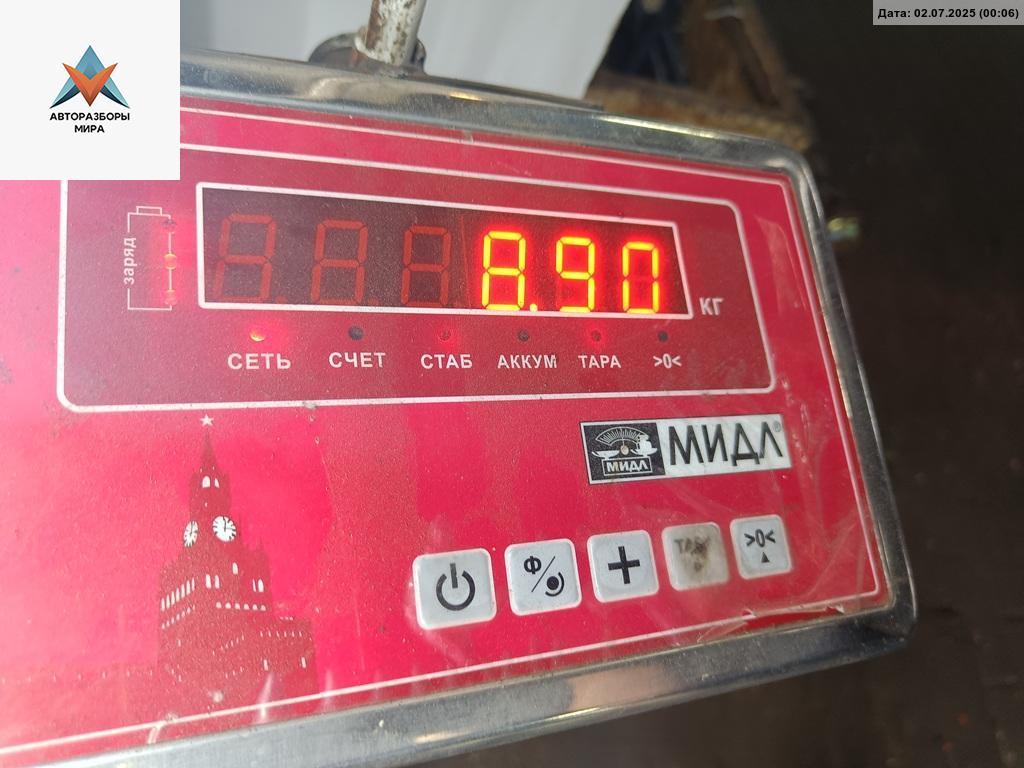 Дата: 02.07.2025 (00:06)
АВТОРАЗБОРЫ
МИРА
заряд
8.90 КГ
СЕТЬ СЧЕТ СТАБ АККУМ ТАРА >0<
МИДЛ МИДЛ®
Ф + >0<